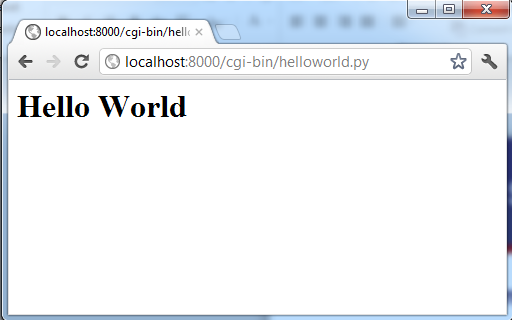 localhost:8000/cgi-bin/hello
localhost:8000/cgi-bin/helloworld.py
Hello World